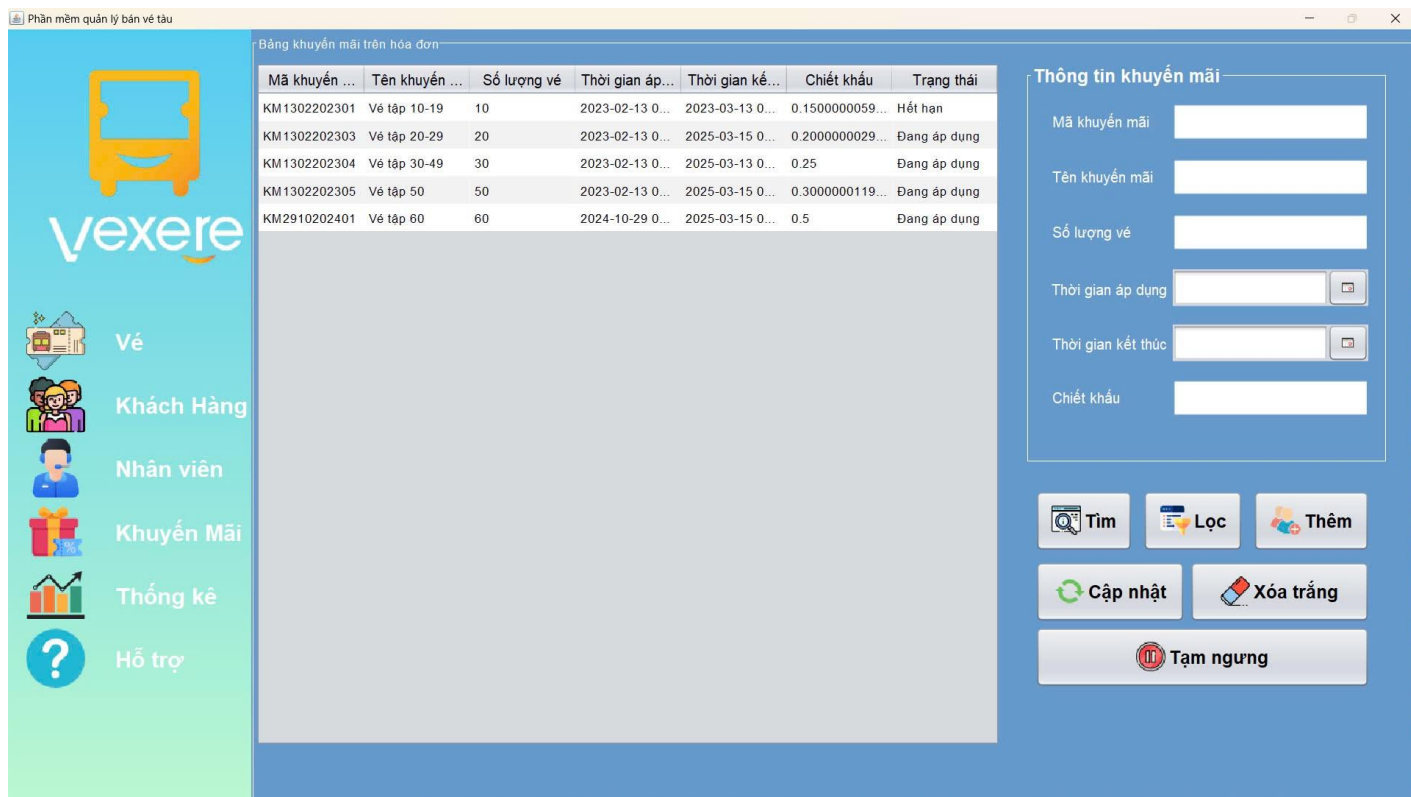 Phần mềm quản lý bán vé tàu
vexere
Vé
Khách Hàng
Nhân viên
Khuyến Mãi
%
Thống kê
?
Hỗ trợ
Bảng khuyến mãi trên hóa đơn
Mã khuyến ... Tên khuyến ... Số lượng vé Thời gian áp... Thời gian kế... Chiết khấu Trạng thái
KM1302202301 Vé tập 10-19 10 2023-02-13 0... 2023-03-13 0... 0.1500000059... Hết hạn
KM1302202303 Vé tập 20-29 20 2023-02-13 0... 2025-03-15 0... 0.2000000029... Đang áp dụng
KM1302202304 Vé tập 30-49 30 2023-02-13 0... 2025-03-13 0... 0.25 Đang áp dụng
KM1302202305 Vé tập 50 50 2023-02-13 0... 2025-03-15 0... 0.3000000119... Đang áp dụng
KM2910202401 Vé tập 60 60 2024-10-29 0... 2025-03-15 0... 0.5 Đang áp dụng
Thông tin khuyến mãi
Mã khuyến mãi
Tên khuyến mãi
Số lượng vé
Thời gian áp dụng
Thời gian kết thúc
Chiết khấu
Tìm Lọc Thêm
Cập nhật Xóa trắng
Tạm ngưng